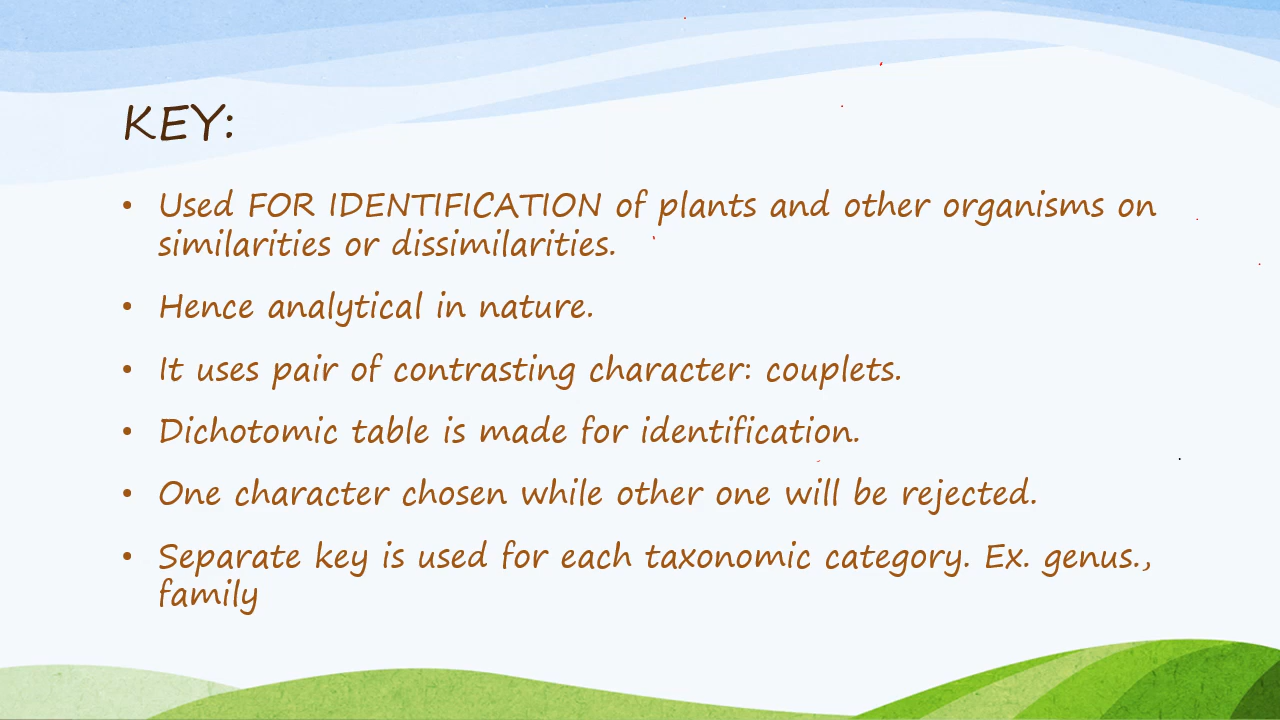 KEY:
• Used FOR IDENTIFICATION of plants and other organisms on
similarities or dissimilarities.
• Hence analytical in nature.
• It uses pair of contrasting character: couplets.
• Dichotomic table is made for identification.
• One character chosen while other one will be rejected.
• Separate key is used for each taxonomic category. Ex. genus.,
family